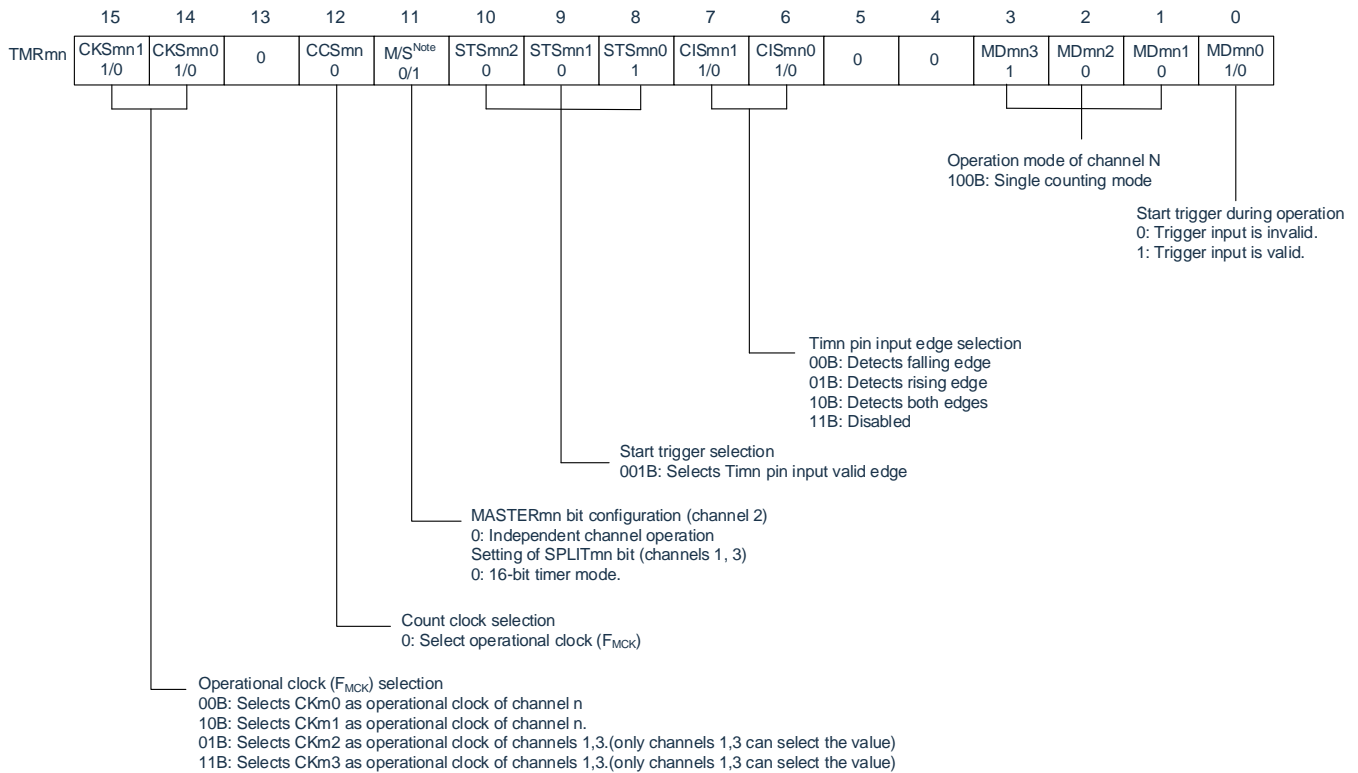 15 14 13 12 11 10 9 8 7 6 5 4 3 2 1 0
TMRmn CKSmn1 CKSmn0 0 CCSmn M/SNote STSmn2 STSmn1 STSmn0 CISmn1 CISmn0 0 0 MDmn3 MDmn2 MDmn1 MDmn0
1/0 1/0 0 0/1 0 0 1 1/0 1/0 1 0 0 1/0
Operation mode of channel N
100B: Single counting mode
Start trigger during operation
0: Trigger input is invalid.
1: Trigger input is valid.
Timn pin input edge selection
00B: Detects falling edge
01B: Detects rising edge
10B: Detects both edges
11B: Disabled
Start trigger selection
001B: Selects Timn pin input valid edge
MASTERmn bit configuration (channel 2)
0: Independent channel operation
Setting of SPLITmn bit (channels 1, 3)
0: 16-bit timer mode.
Count clock selection
0: Select operational clock (FMCK)
Operational clock (FMCK) selection
00B: Selects CKm0 as operational clock of channel n
10B: Selects CKm1 as operational clock of channel n.
01B: Selects CKm2 as operational clock of channels 1,3.(only channels 1,3 can select the value)
11B: Selects CKm3 as operational clock of channels 1,3.(only channels 1,3 can select the value)